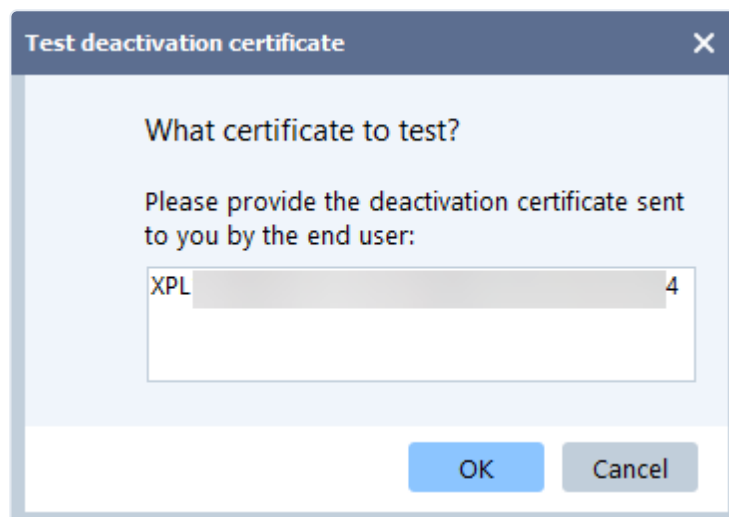 Test deactivation certificate
What certificate to test?
Please provide the deactivation certificate sent
to you by the end user:
XPL 4
OK
Cancel